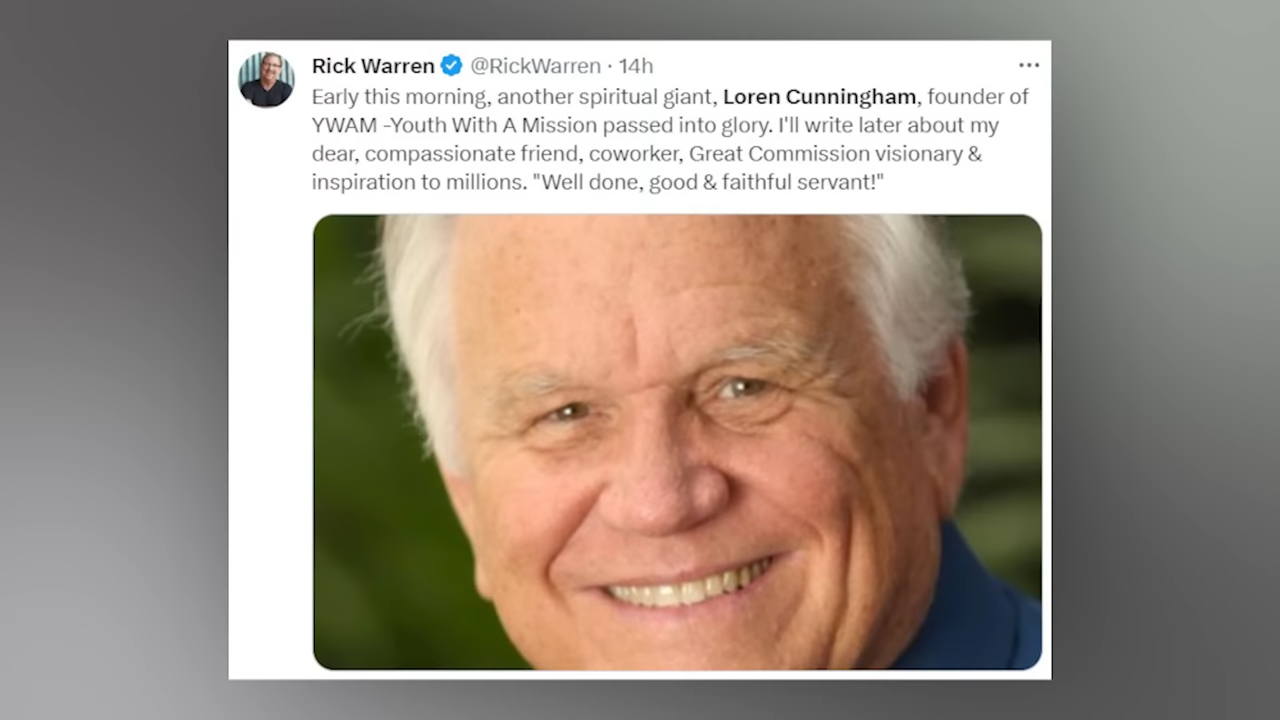 Rick Warren @RickWarren · 14h
Early this morning, another spiritual giant, Loren Cunningham, founder of
YWAM -Youth With A Mission passed into glory. I'll write later about my
dear, compassionate friend, coworker, Great Commission visionary &
inspiration to millions. "Well done, good & faithful servant!"